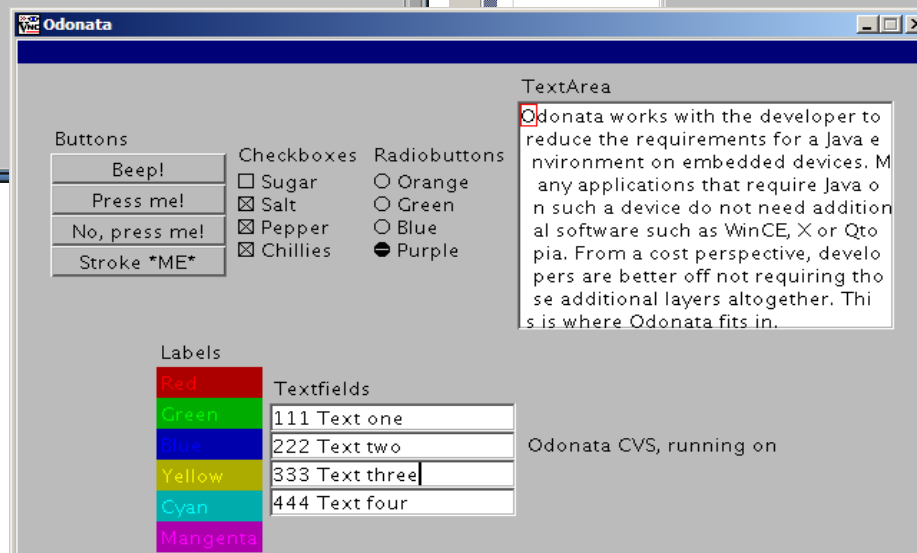 VNC Odonata
TextArea
Odonata works with the developer to
reduce the requirements for a Java e
nvironment on embedded devices. M
any applications that require Java o
n such a device do not need addition
al software such as WinCE, X or Qto
pia. From a cost perspective, develo
pers are better off not requiring tho
se additional layers altogether. Thi
s is where Odonata fits in.
Buttons
Beep!
Press me!
No, press me!
Stroke *ME*
Checkboxes
Sugar
Salt
Pepper
Chillies
Radiobuttons
Orange
Green
Blue
Purple
Labels
Red
Green
Blue
Yellow
Cyan
Mangenta
Textfields
111 Text one
222 Text two
333 Text three
444 Text four
Odonata CVS, running on